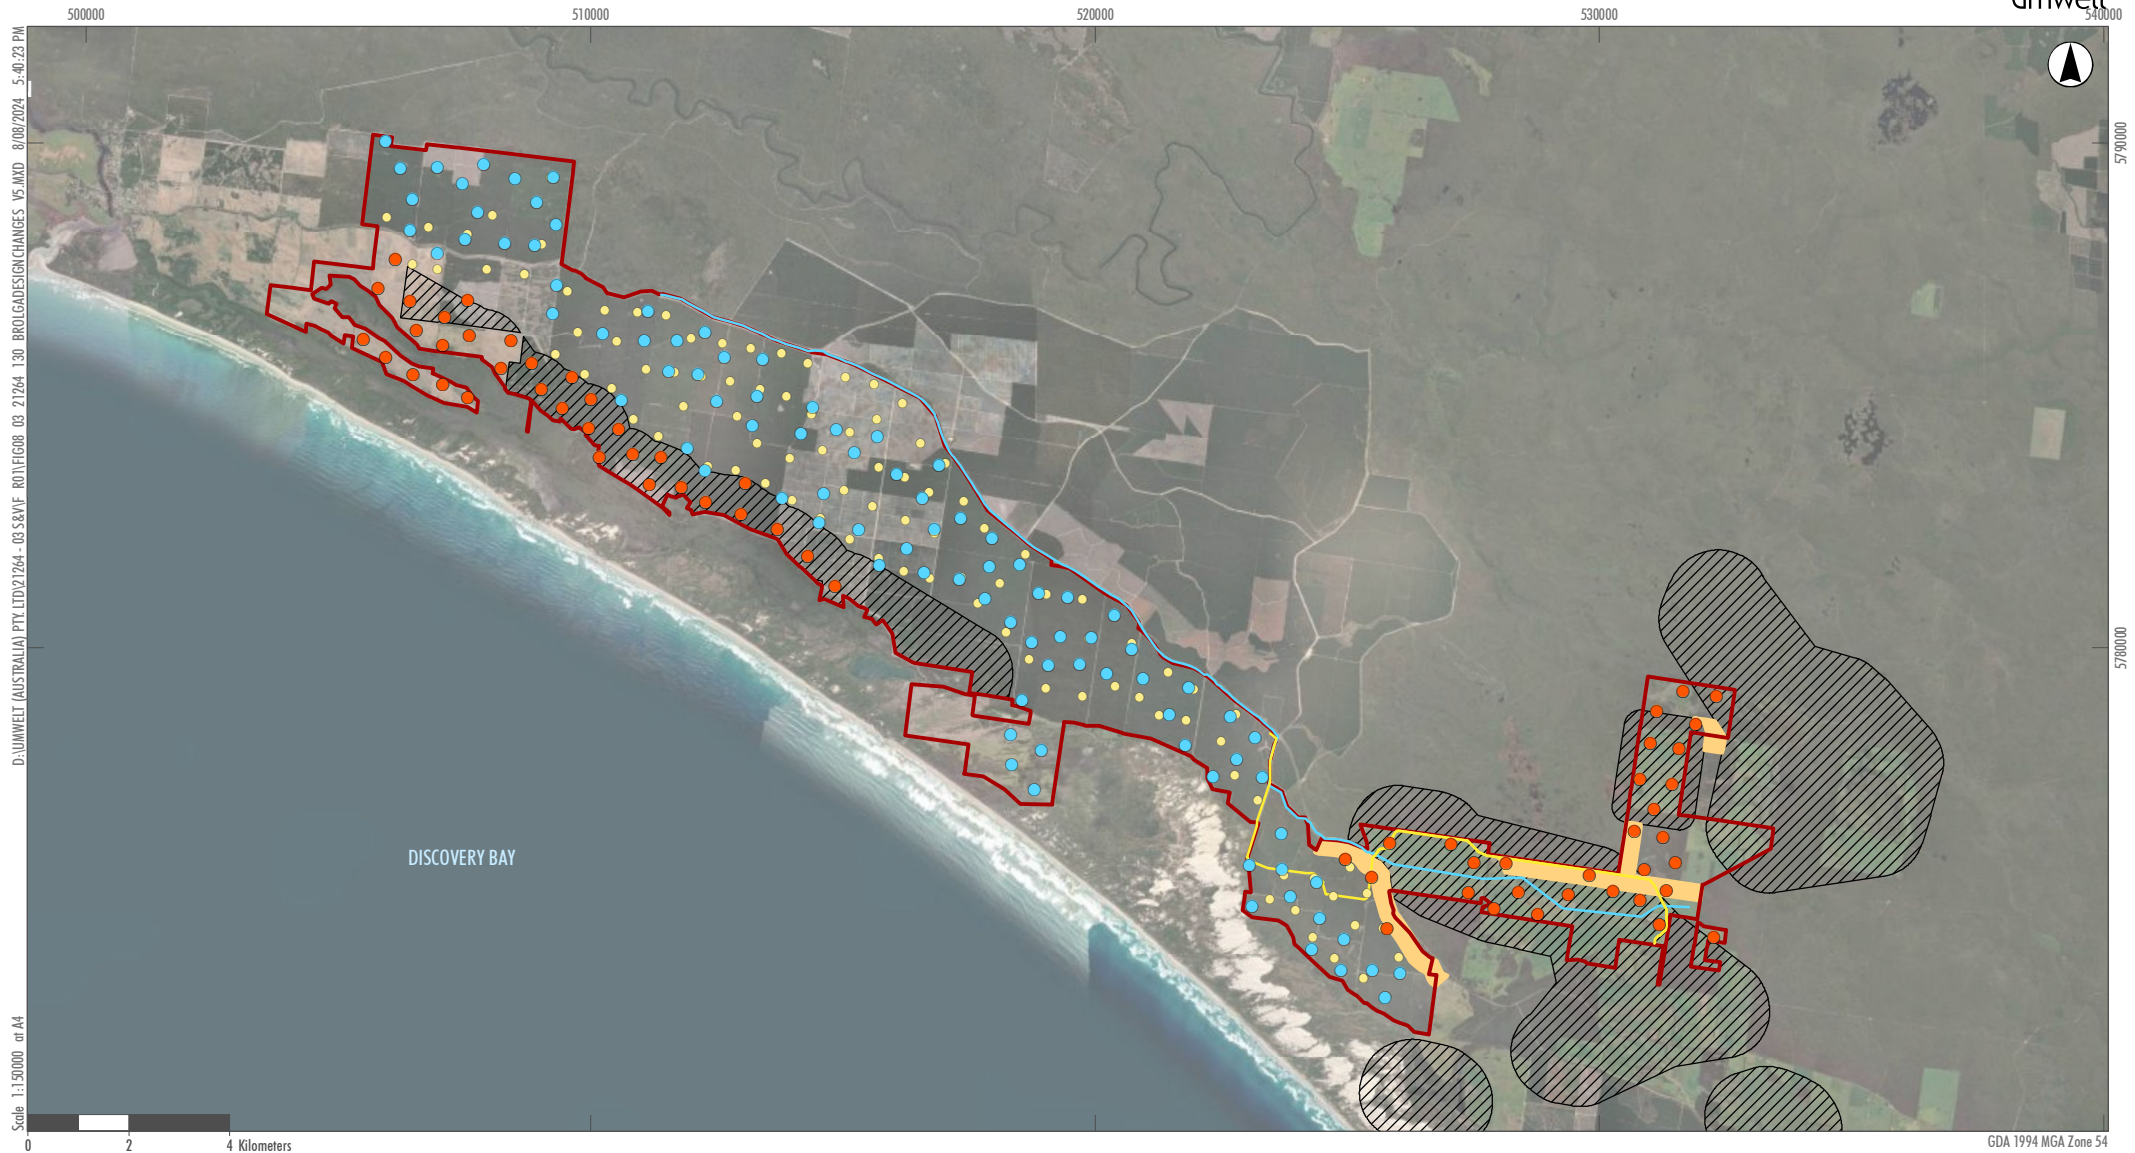 umwell
500000
510000
520000
530000
540000
D:\UMWELT (AUSTRALIA) PTY. LTD\21264 - 03 S&V\F R01\FIG08 03 21264 130 BROLGADESIGNCHANGES V5.MXD 8/08/2024 5:40:23 PM
5790000
5780000
DISCOVERY BAY
Scale 1:150000 at A4
0
2
4 Kilometers
GDA 1994 MGA Zone 54